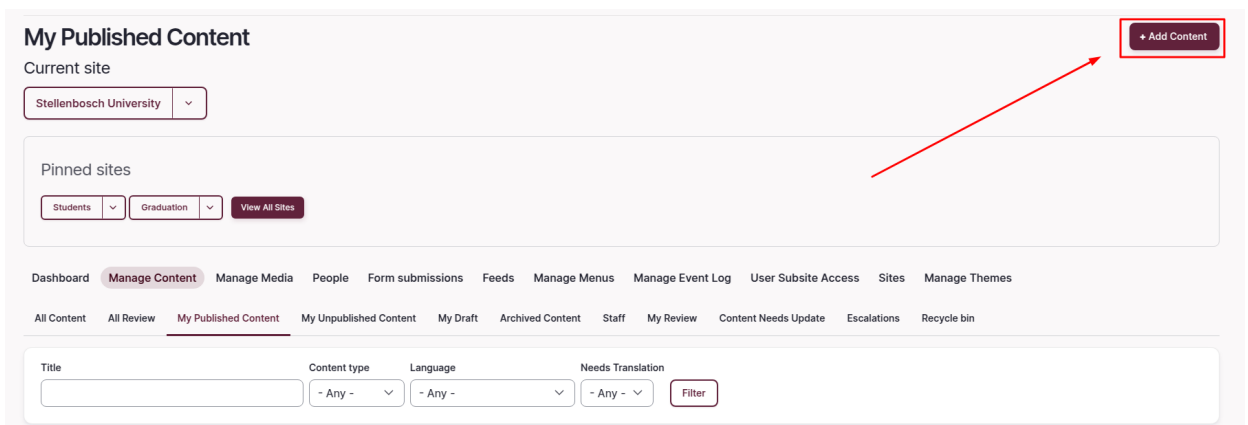 My Published Content
+ Add Content
Current site
Stellenbosch University
Pinned sites
Students Graduation View All Sites
Dashboard Manage Content Manage Media People Form submissions Feeds Manage Menus Manage Event Log User Subsite Access Sites Manage Themes
All Content All Review My Published Content My Unpublished Content My Draft Archived Content Staff My Review Content Needs Update Escalations Recycle bin
Title Content type Language Needs Translation
- Any - - Any - - Any - Filter